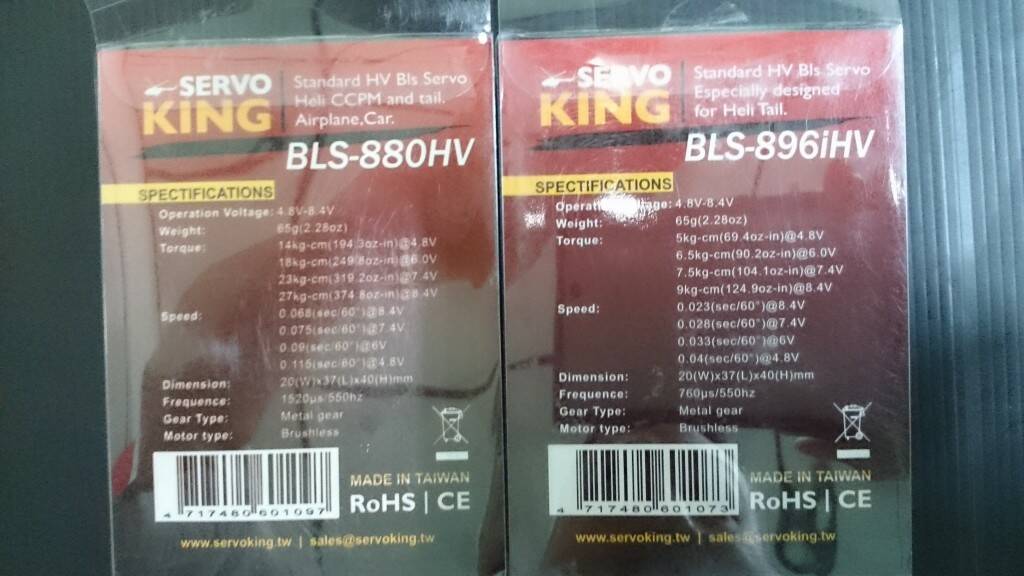 SERVO
KING
Standard HV Bls Servo
Heli CCPM and tail,
Airplane,Car.
BLS-880HV
SPECTIFICATIONS
Operation Voltage: 4.8V-8.4V
Weight: 65g(2.28oz)
Torque: 14kg-cm(194.3oz-in)@4.8V
18kg-cm(249.8oz-in)@6.0V
23kg-cm(319.2oz-in)@7.4V
27kg-cm(374.8oz-in)@8.4V
Speed: 0.068(sec/60°)@8.4V
0.075(sec/60°)@7.4V
0.09(sec/60°)@6V
0.115(sec/60°)@4.8V
Dimension: 20(W)x37(L)x40(H)mm
Frequence: 1520μs/550hz
Gear Type: Metal gear
Motor type: Brushless
4 717480 601097
MADE IN TAIWAN
RoHS | CE
www.servoking.tw | sales@servoking.tw
SERVO
KING
Standard HV Bls Servo
Especially designed
for Heli Tail.
BLS-896iHV
SPECTIFICATIONS
Operation Voltage: 4.8V-8.4V
Weight: 65g(2.28oz)
Torque: 5kg-cm(69.4oz-in)@4.8V
6.5kg-cm(90.2oz-in)@6.0V
7.5kg-cm(104.1oz-in)@7.4V
9kg-cm(124.9oz-in)@8.4V
Speed: 0.023(sec/60°)@8.4V
0.028(sec/60°)@7.4V
0.033(sec/60°)@6V
0.04(sec/60°)@4.8V
Dimension: 20(W)x37(L)x40(H)mm
Frequence: 760μs/550hz
Gear Type: Metal gear
Motor type: Brushless
4 717480 601073
MADE IN TAIWAN
RoHS | CE
www.servoking.tw | sales@servoking.tw